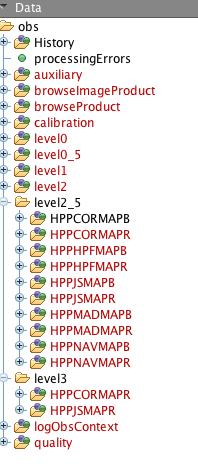 Data
obs
History
processingErrors
auxiliary
browseImageProduct
browseProduct
calibration
level0
level0_5
level1
level2
level2_5
HPPCORMAPB
HPPCORMAPR
HPPHPFMAPB
HPPHPFMAPR
HPPJSMAPB
HPPJSMAPR
HPPMADMAPB
HPPMADMAPR
HPPNAVMAPB
HPPNAVMAPR
level3
HPPCORMAPR
HPPJSMAPR
logObsContext
quality